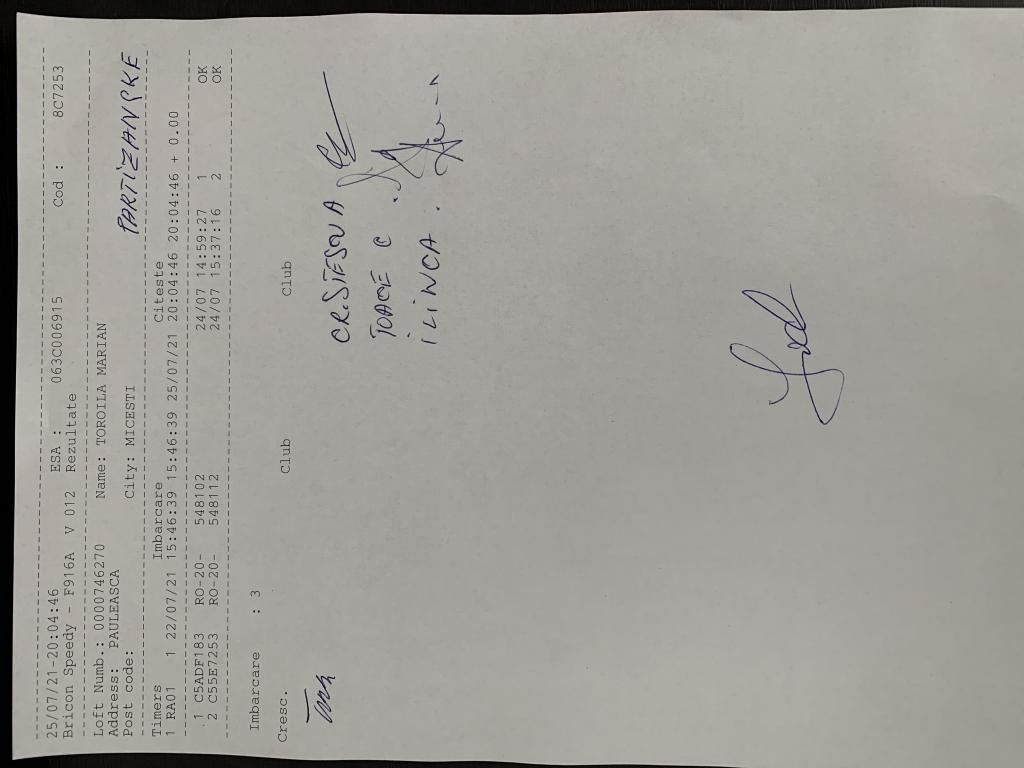 25/07/21-20:04:46 ESA : 063C006915 Cod : 8C7253
Bricon Speedy - F916A V 012 Rezultate
Loft Numb.: 0000746270 Name: TOROILA MARIAN
Address: PAULEASCA
Post code: City: MICESTI PARTIZANSKE
Timers Imbarcare Citeste
1 RA01 1 22/07/21 15:46:39 15:46:39 25/07/21 20:04:46 20:04:46 + 0.00
1 C5ADF183 RO-20- 548102 24/07 14:59:27 1 OK
2 C55E7253 RO-20- 548112 24/07 15:37:16 2 OK
Imbarcare : 3
Cresc. Club Club
CRSTESCU A
TOACE C
ILINCA